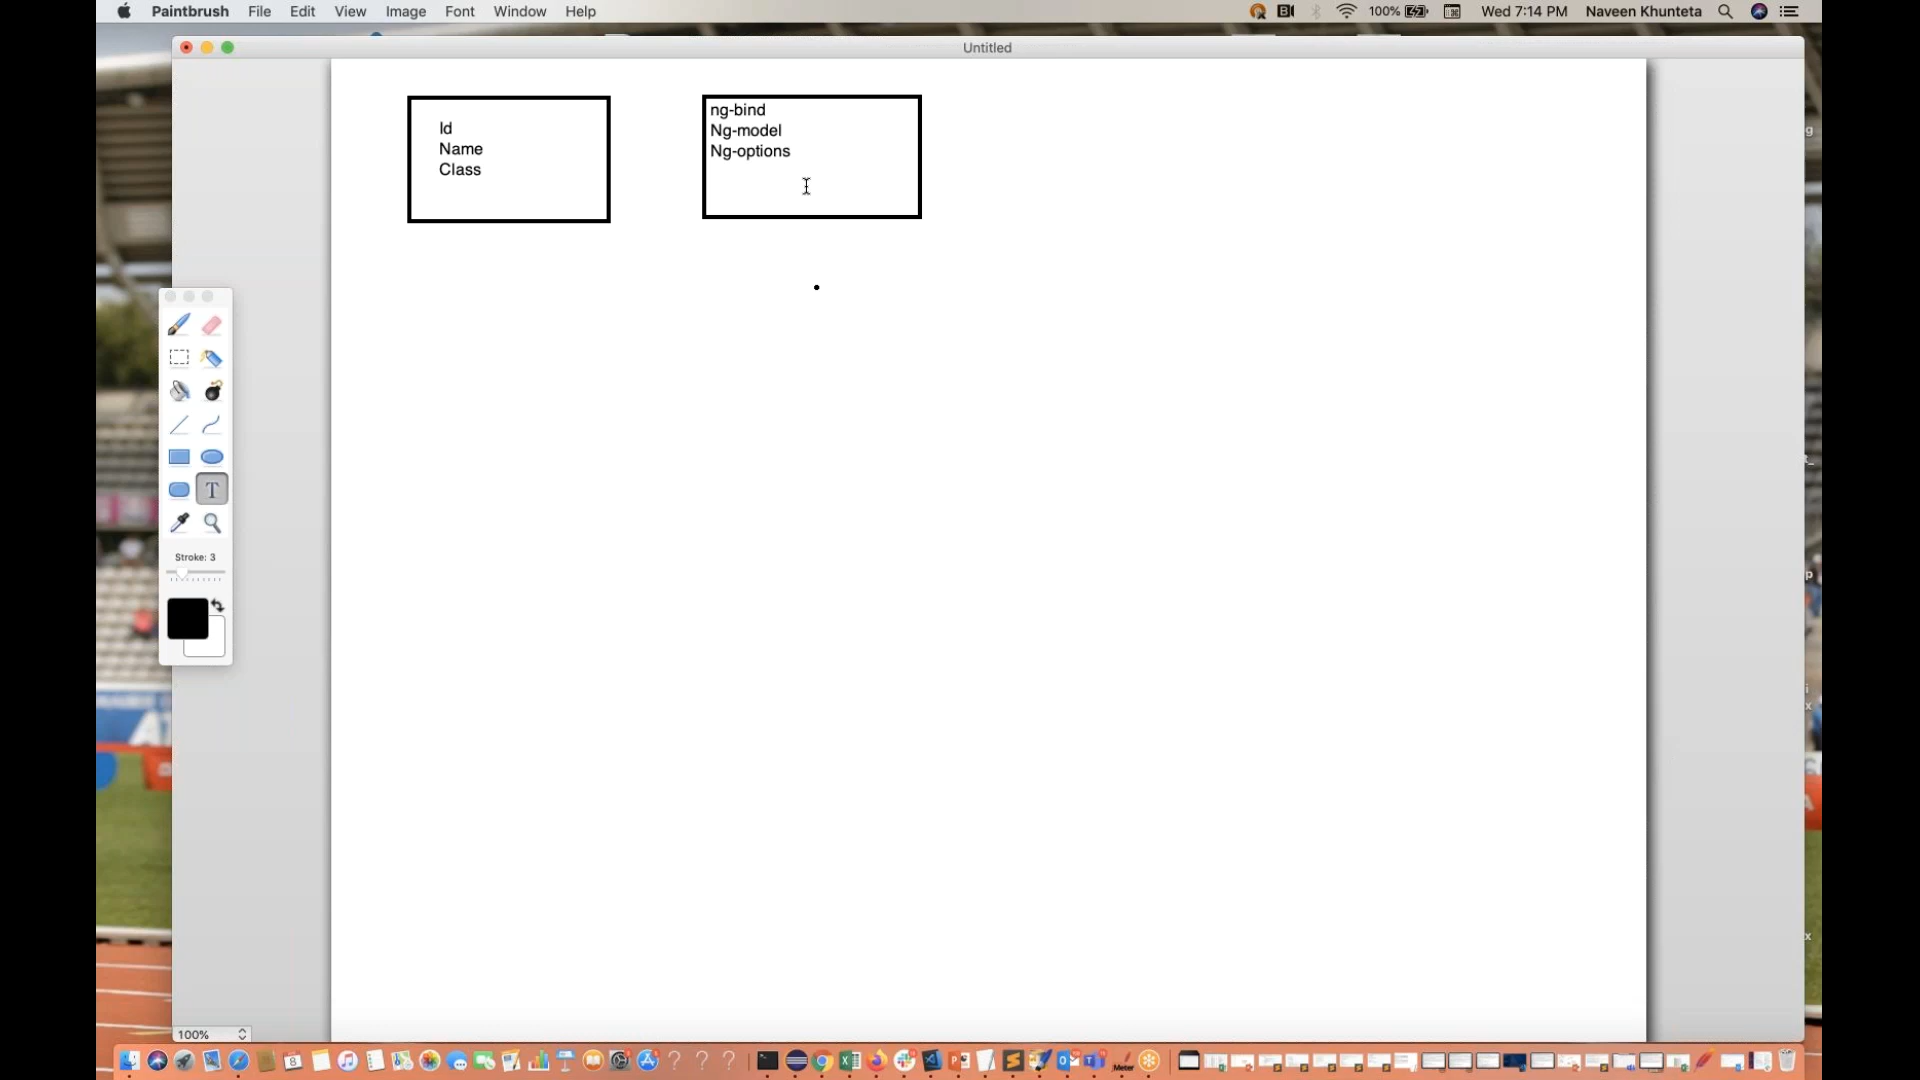 Paintbrush File Edit View Image Font Window Help
100% Wed 7:14 PM Naveen Khunteta
Untitled
Id
Name
Class
ng-bind
Ng-model
Ng-options
Stroke: 3
100%